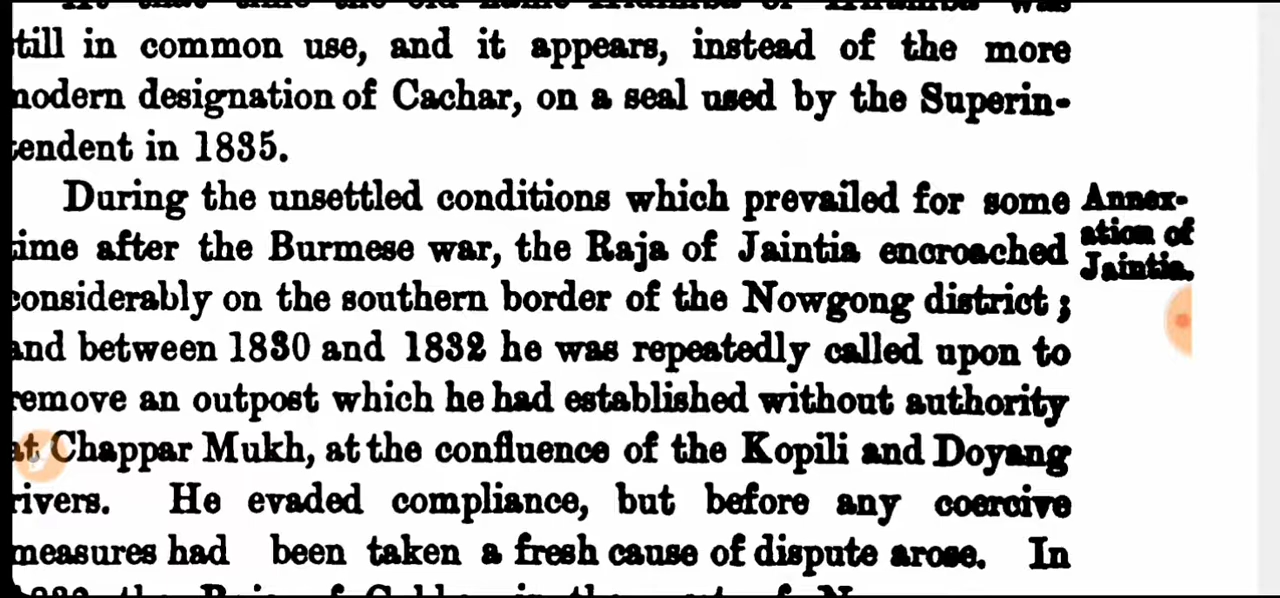 till in common use, and it appears, instead of the more
nodern designation of Cachar, on a seal used by the Superin-
endent in 1835.
During the unsettled conditions which prevailed for some
ime after the Burmese war, the Raja of Jaintia encroached
considerably on the southern border of the Nowgong district ;
and between 1830 and 1832 he was repeatedly called upon to
remove an outpost which he had established without authority
at Chappar Mukh, at the confluence of the Kopili and Doyang
rivers. He evaded compliance, but before any coercive
measures had been taken a fresh cause of dispute arose. In
Annex-
ation of
Jaintia.